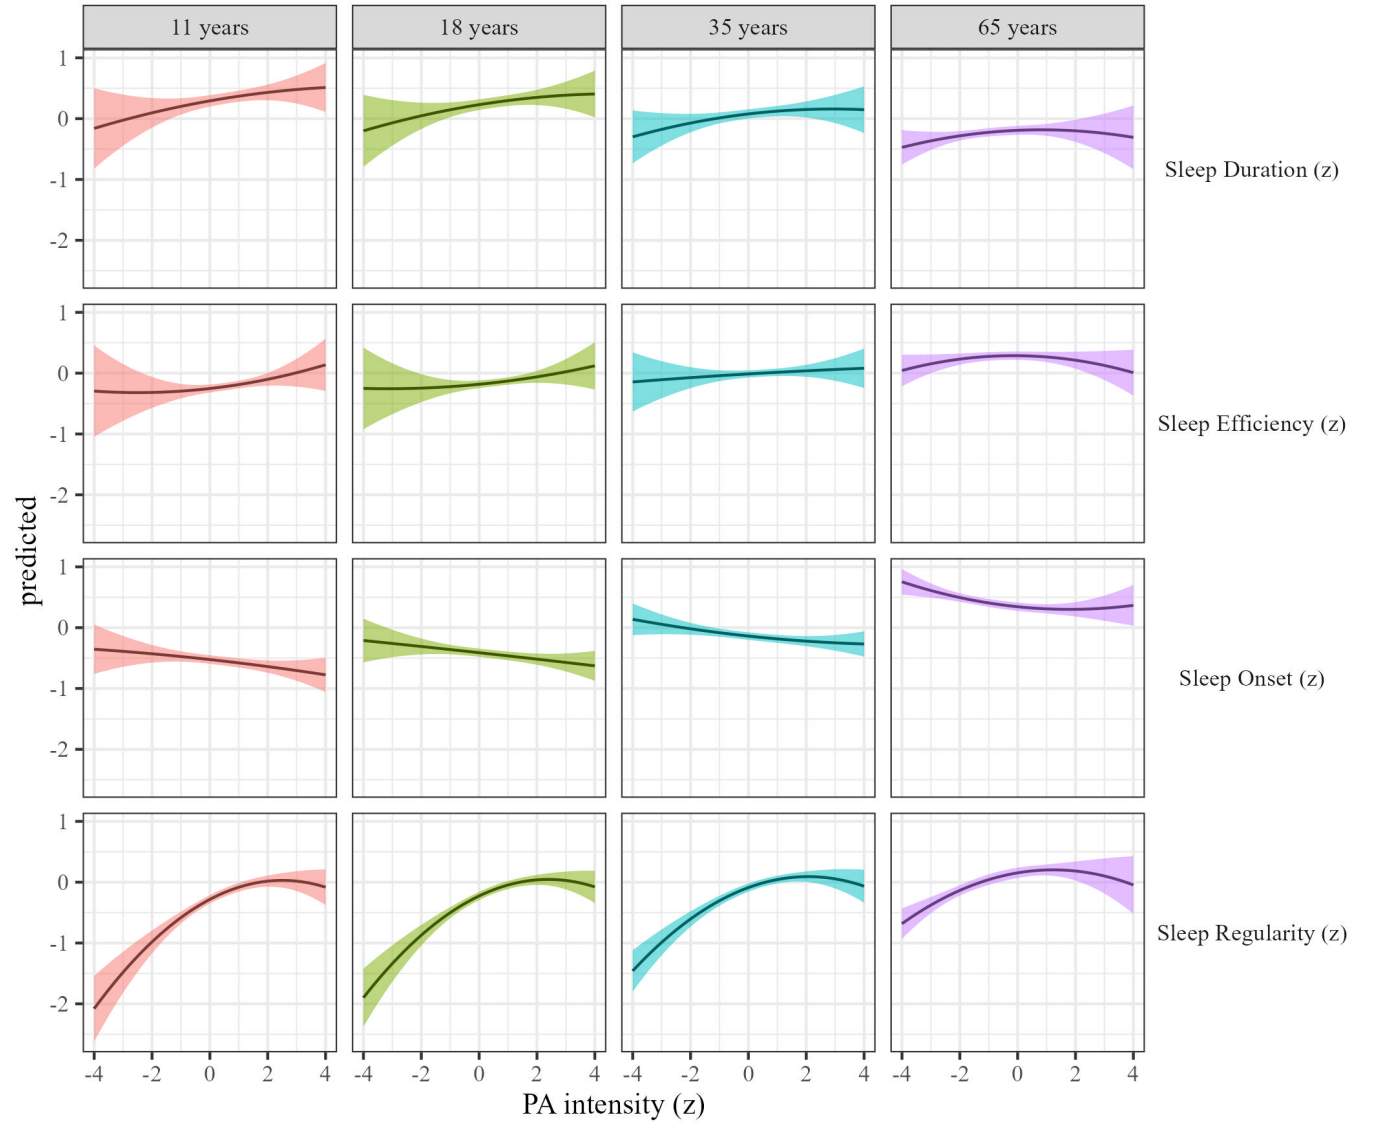 11 years 18 years 35 years 65 years
1
0
-1
-2
Sleep Duration (z)
1
0
-1
-2
Sleep Efficiency (z)
predicted
1
0
-1
-2
Sleep Onset (z)
1
0
-1
-2
Sleep Regularity (z)
-4 -2 0 2 4 -4 -2 0 2 4 -4 -2 0 2 4 -4 -2 0 2 4
PA intensity (z)